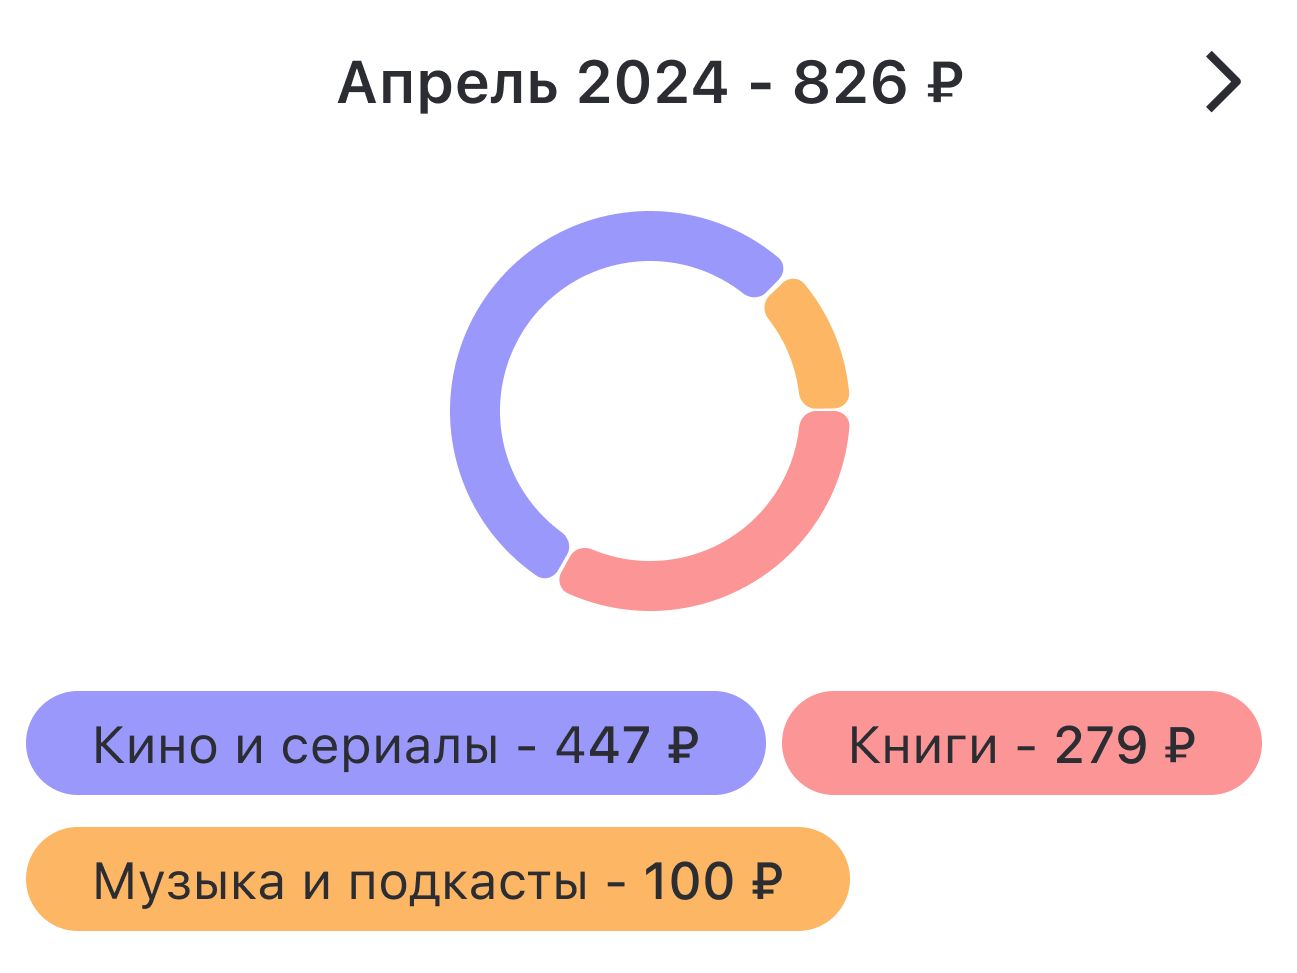 Апрель 2024 - 826 ₽
Кино и сериалы - 447 ₽
Книги - 279 ₽
Музыка и подкасты - 100 ₽